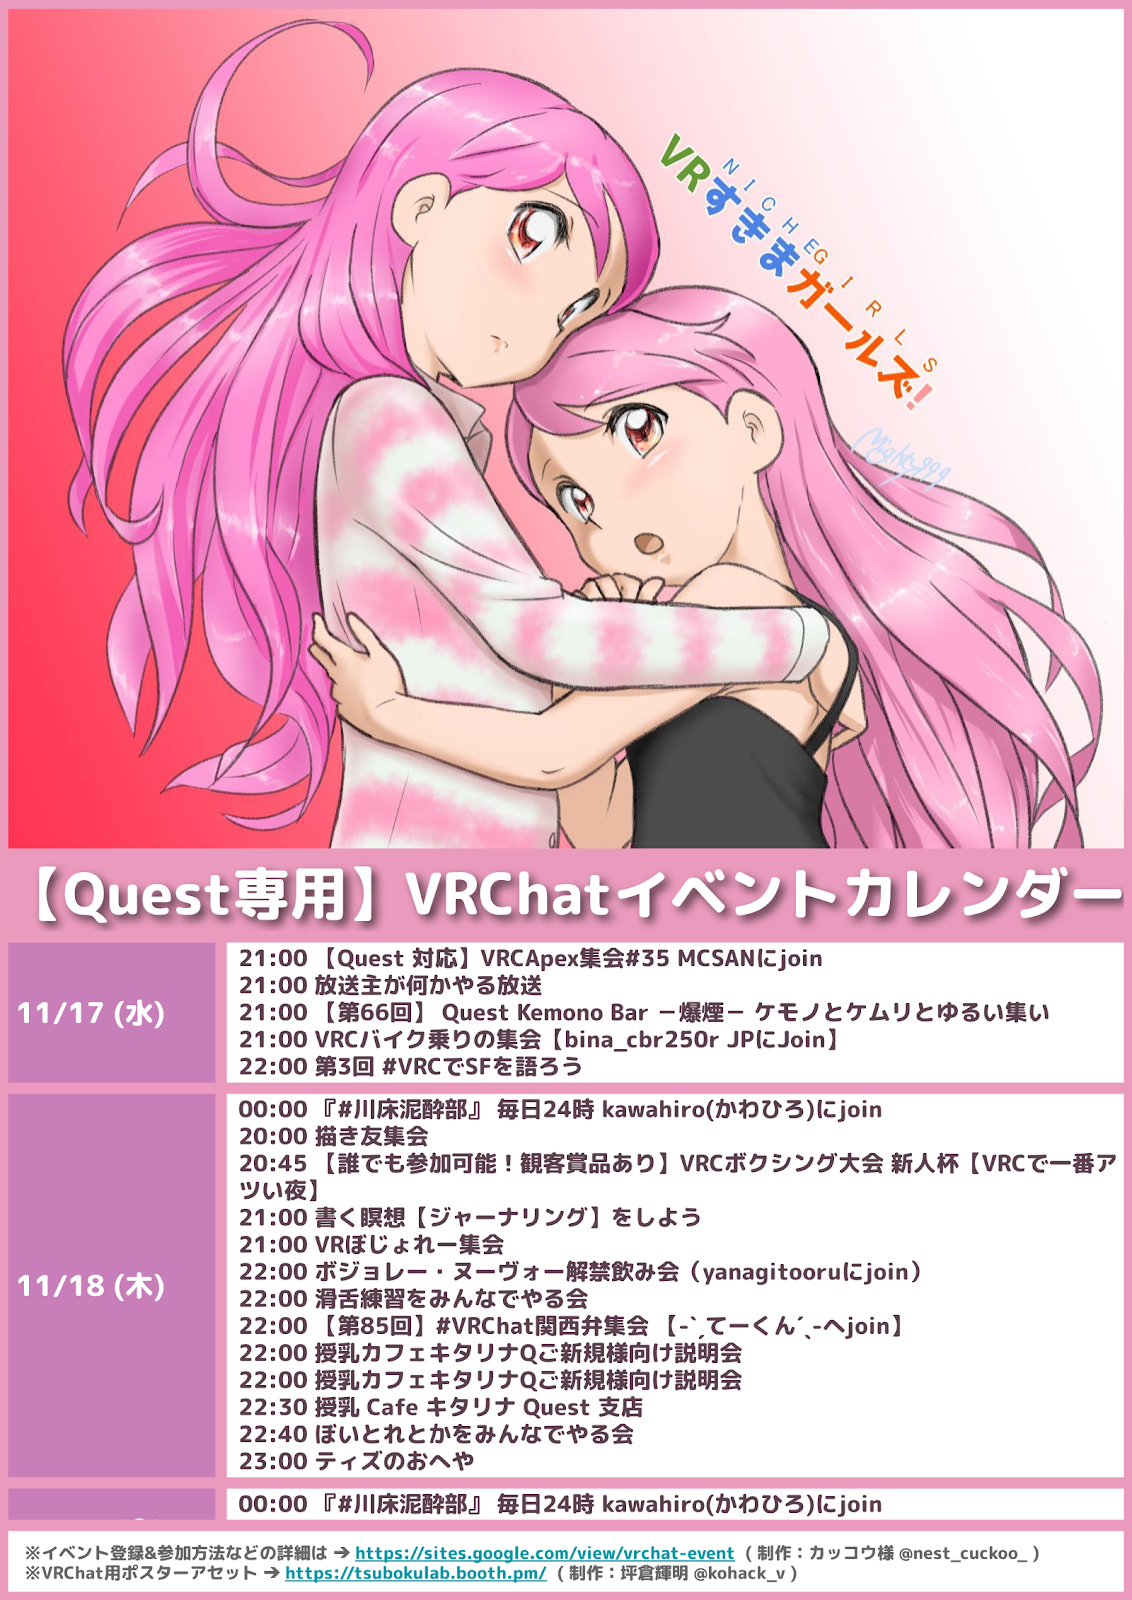 NICHE GIRLS
VRすきまガールズ!
Mighty999
【Quest専用】VRChatイベントカレンダー
11/17 (水)
21:00 【Quest 対応】VRCApex集会#35 MCSANにjoin
21:00 放送主が何かやる放送
21:00 【第66回】 Quest Kemono Bar －爆煙－ ケモノとケムリとゆるい集い
21:00 VRCバイク乗りの集会【bina_cbr250r JPにJoin】
22:00 第3回 #VRCでSFを語ろう
11/18 (木)
00:00 『#川床泥酔部』 毎日24時 kawahiro(かわひろ)にjoin
20:00 描き友集会
20:45 【誰でも参加可能！観客賞品あり】VRCボクシング大会 新人杯【VRCで一番ア
ツい夜】
21:00 書く瞑想【ジャーナリング】をしよう
21:00 VRぼじょれー集会
22:00 ボジョレー・ヌーヴォー解禁飲み会（yanagitooruにjoin）
22:00 滑舌練習をみんなでやる会
22:00 【第85回】#VRChat関西弁集会 【-ˋˏてーくんˊˎ-へjoin】
22:00 授乳カフェキタリナQご新規様向け説明会
22:00 授乳カフェキタリナQご新規様向け説明会
22:30 授乳 Cafe キタリナ Quest 支店
22:40 ぼいとれとかをみんなでやる会
23:00 ティズのおへや
00:00 『#川床泥酔部』 毎日24時 kawahiro(かわひろ)にjoin
※イベント登録&参加方法などの詳細は → https://sites.google.com/view/vrchat-event （ 制作：カッコウ様 @nest_cuckoo_ ）
※VRChat用ポスターアセット → https://tsubokulab.booth.pm/ （ 制作：坪倉輝明 @kohack_v ）